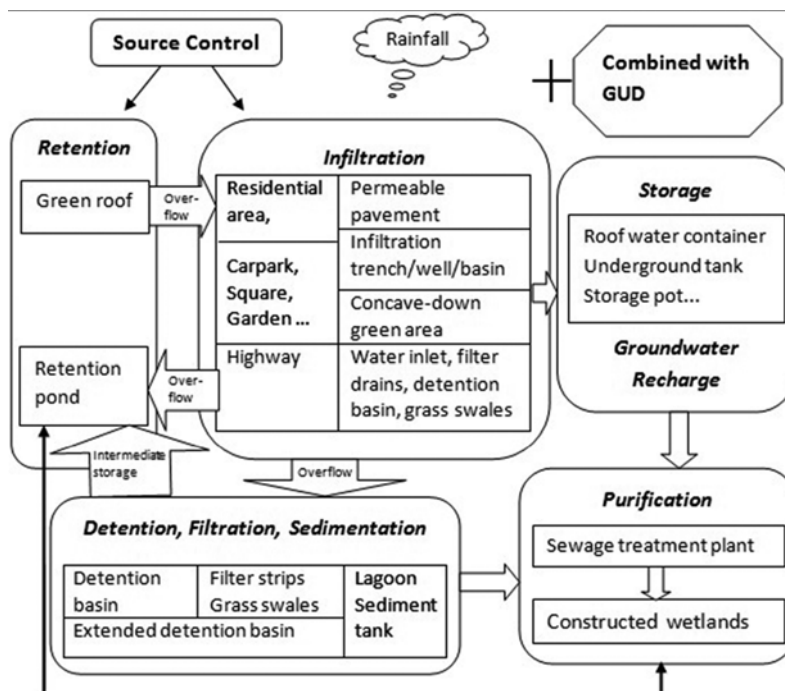 Source Control
Rainfall
Combined with
GUD
Retention
Green roof
Over-
flow
Infiltration
Residential
area,
Permeable
pavement
Infiltration
trench/well/basin
Carpark,
Square,
Garden ...
Concave-down
green area
Highway
Water inlet, filter
drains, detention
basin, grass swales
Over-
flow
Retention
pond
Storage
Roof water container
Underground tank
Storage pot...
Groundwater
Recharge
Intermediate
storage
Overflow
Detention, Filtration, Sedimentation
Detention
basin
Filter strips
Grass swales
Lagoon
Sediment
tank
Extended detention basin
Purification
Sewage treatment plant
Constructed wetlands